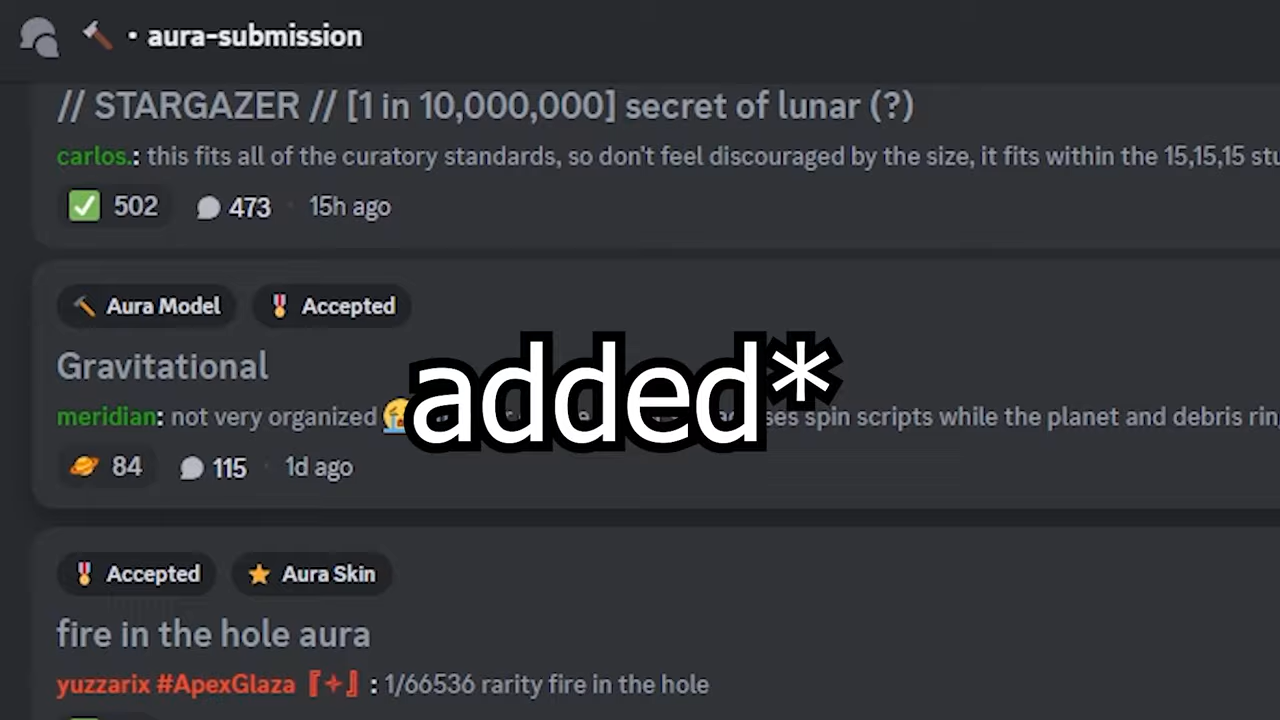 • aura-submission
// STARGAZER // [1 in 10,000,000] secret of lunar (?)
carlos.: this fits all of the curatory standards, so don't feel discouraged by the size, it fits within the 15,15,15
502 473 • 15h ago
Aura Model Accepted
Gravitational
added*
meridian: not very organized spin scripts while the planet and debris
84 115 • 1d ago
Accepted Aura Skin
fire in the hole aura
yuzzarix #ApexGlaza『✦』: 1/66536 rarity fire in the hole